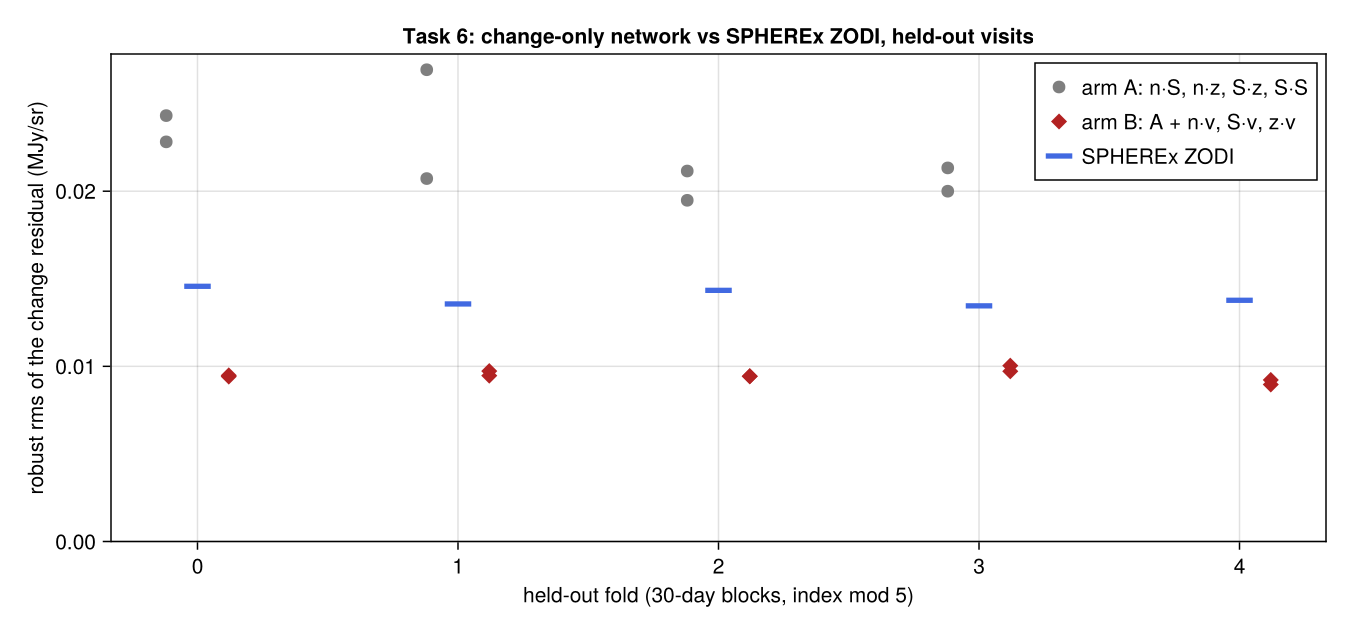 Task 6: change-only network vs SPHEREx ZODI, held-out visits
robust rms of the change residual (MJy/sr)
arm A: n·S, n·z, S·z, S·S
arm B: A + n·v, S·v, z·v
SPHEREx ZODI
0.02
0.01
0.00
0 1 2 3 4
held-out fold (30-day blocks, index mod 5)